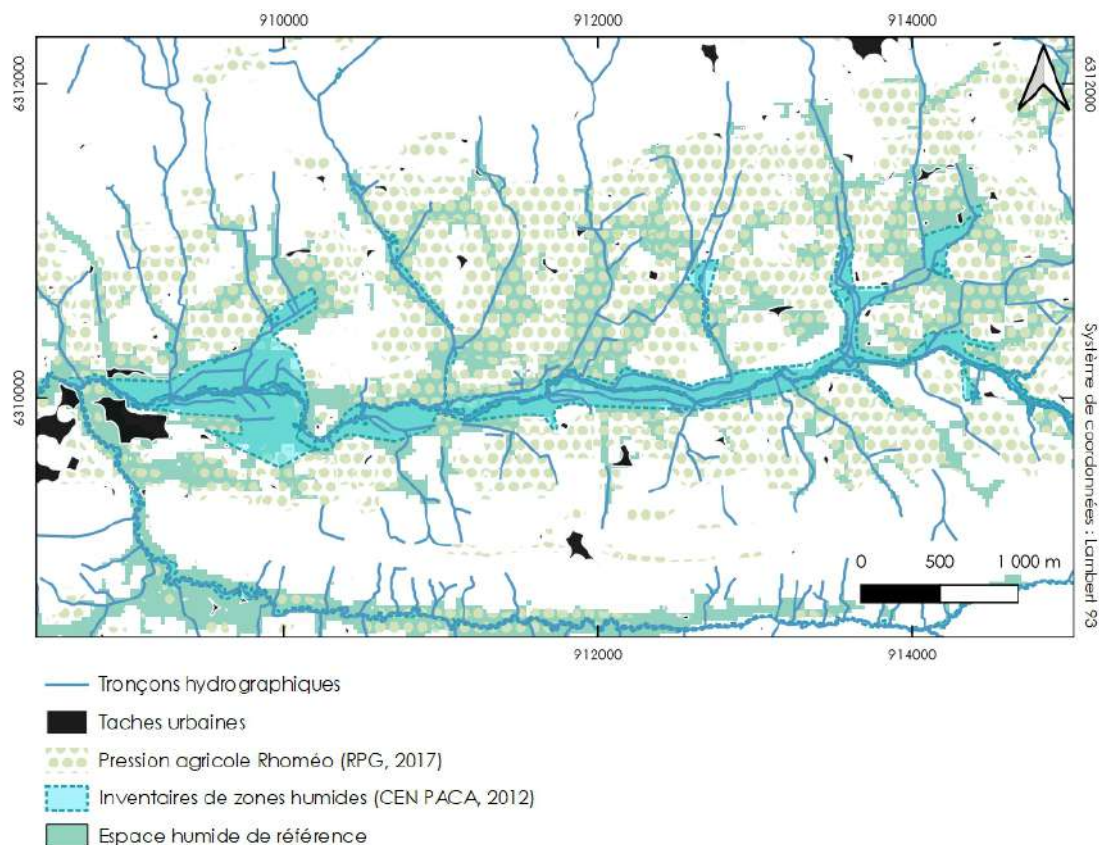 910000
912000
914000
6312000
6312000
6310000
6310000
Système de coordonnées : Lambert 93
0
500
1 000 m
912000
914000
Tronçons hydrographiques
Taches urbaines
Pression agricole Rhoméo (RPG, 2017)
Inventaires de zones humides (CEN PACA, 2012)
Espace humide de référence